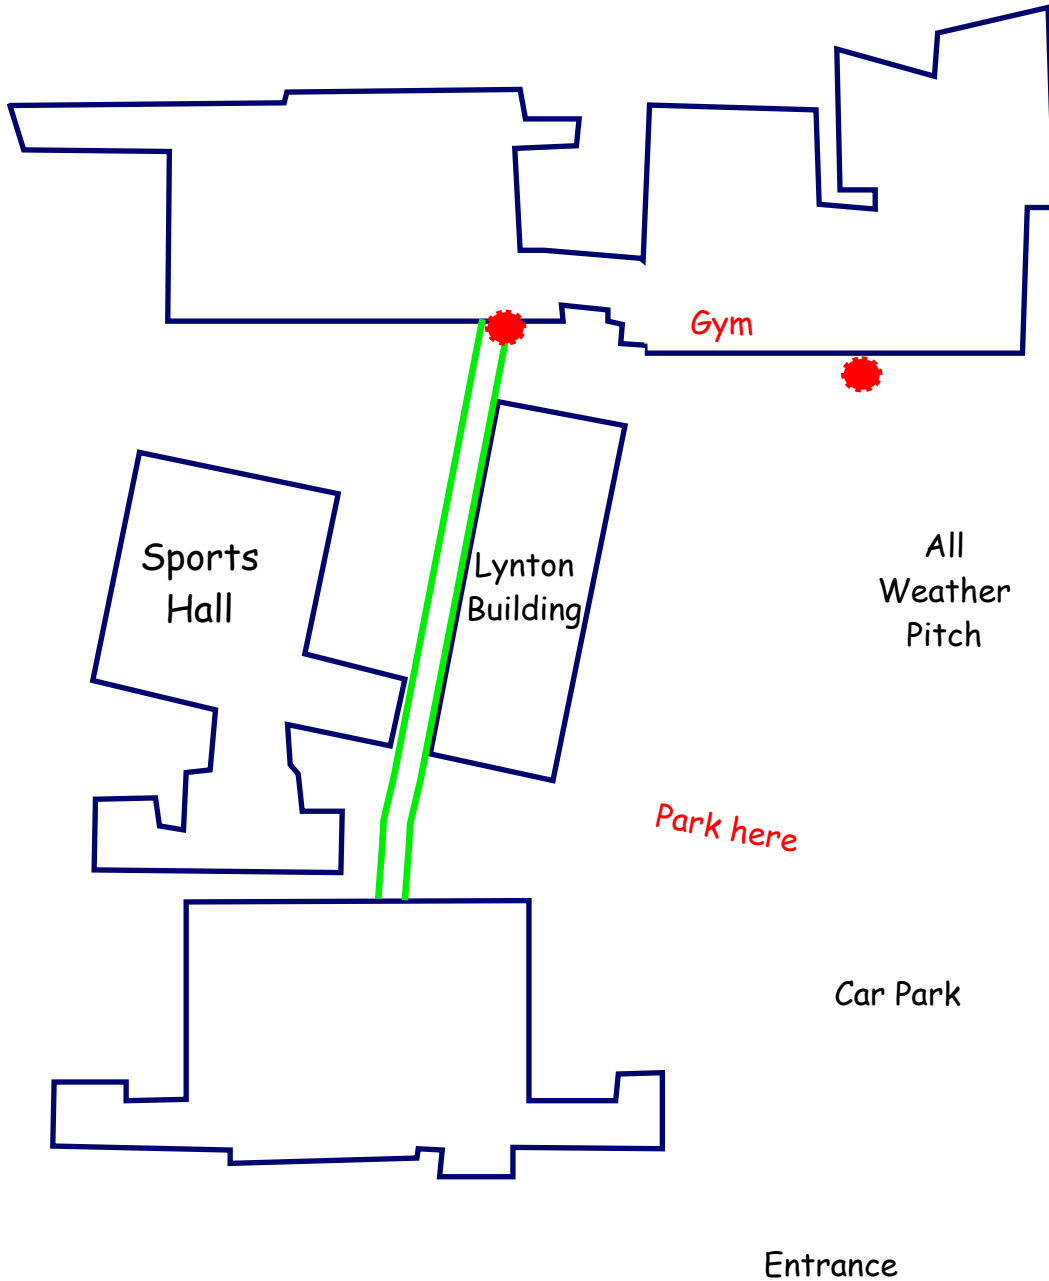 Gym
Sports
Hall
Lynton
Building
All
Weather
Pitch
Park here
Car Park
Entrance